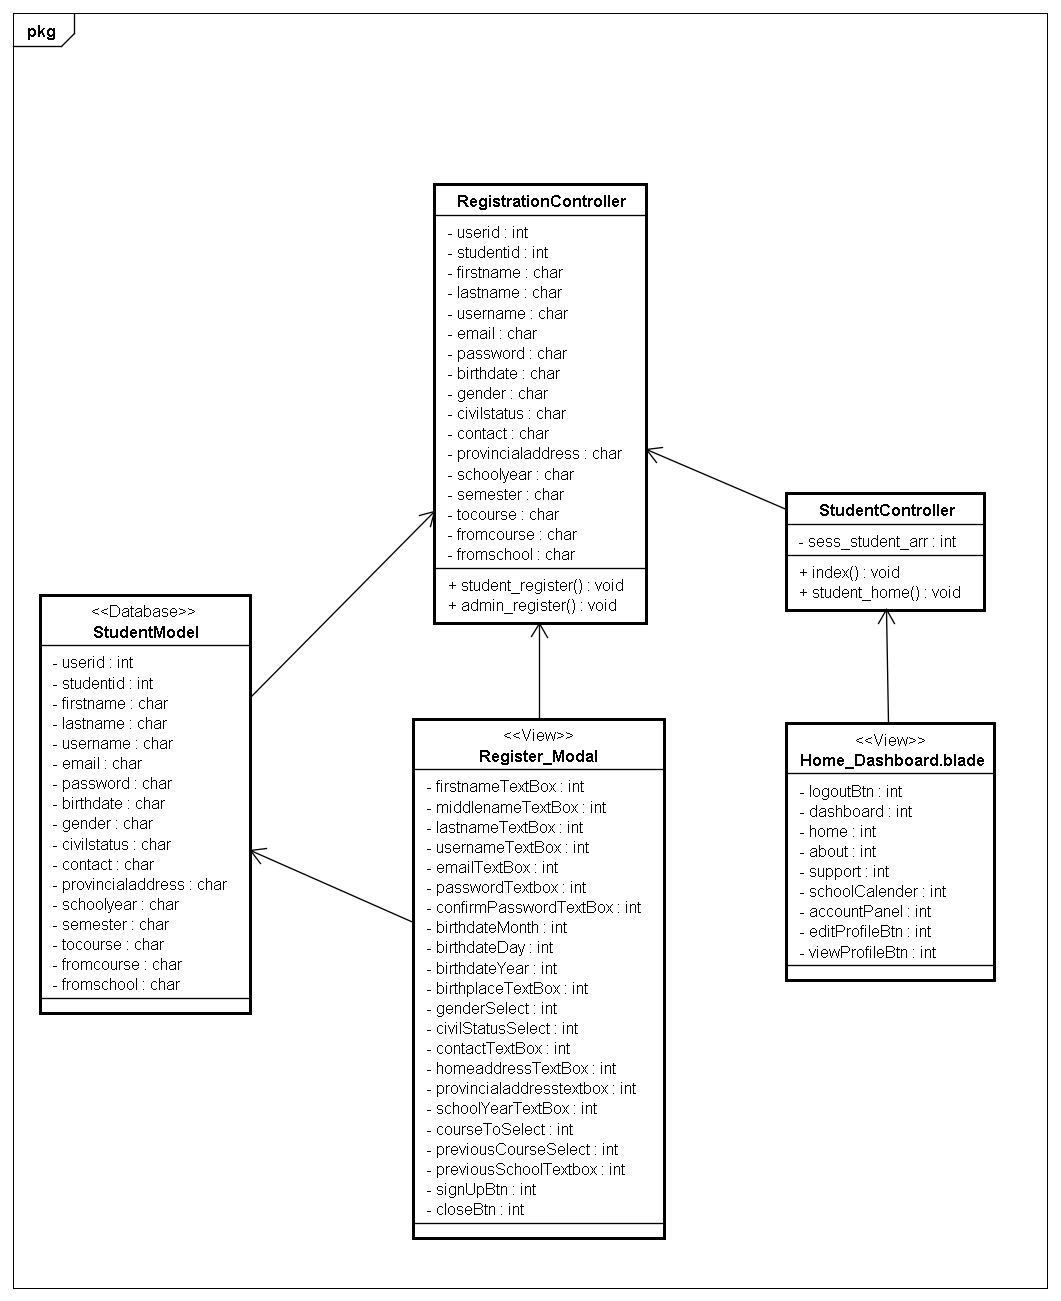 pkg
RegistrationController
- userid : int
- studentid : int
- firstname : char
- lastname : char
- username : char
- email : char
- password : char
- birthdate : char
- gender : char
- civilstatus : char
- contact : char
- provincialaddress : char
- schoolyear : char
- semester : char
- tocourse : char
- fromcourse : char
- fromschool : char
+ student_register() : void
+ admin_register() : void
StudentController
- sess_student_arr : int
+ index() : void
+ student_home() : void
<<Database>>
StudentModel
- userid : int
- studentid : int
- firstname : char
- lastname : char
- username : char
- email : char
- password : char
- birthdate : char
- gender : char
- civilstatus : char
- contact : char
- provincialaddress : char
- schoolyear : char
- semester : char
- tocourse : char
- fromcourse : char
- fromschool : char
<<View>>
Register_Modal
- firstnameTextBox : int
- middlenameTextBox : int
- lastnameTextBox : int
- usernameTextBox : int
- emailTextBox : int
- passwordTextbox : int
- confirmPasswordTextBox : int
- birthdateMonth : int
- birthdateDay : int
- birthdateYear : int
- birthplaceTextBox : int
- genderSelect : int
- civilStatusSelect : int
- contactTextBox : int
- homeaddressTextBox : int
- provincialaddresstextbox : int
- schoolYearTextBox : int
- courseToSelect : int
- previousCourseSelect : int
- previousSchoolTextbox : int
- signUpBtn : int
- closeBtn : int
<<View>>
Home_Dashboard.blade
- logoutBtn : int
- dashboard : int
- home : int
- about : int
- support : int
- schoolCalender : int
- accountPanel : int
- editProfileBtn : int
- viewProfileBtn : int